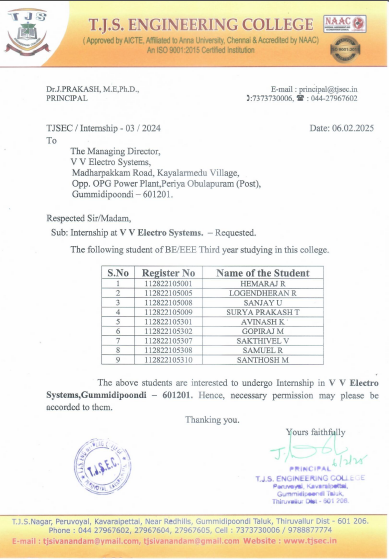 T J S
T.J.S. ENGINEERING COLLEGE
( Approved by AICTE, Affiliated to Anna University, Chennai & Accredited by NAAC)
An ISO 9001:2015 Certified Institution
NAAC
Dr.J.PRAKASH, M.E,Ph.D., E-mail : principal@tjsec.in
PRINCIPAL :7373730006, ☎ : 044-27967602
TJSEC / Internship - 03 / 2024 Date: 06.02.2025
To
The Managing Director,
V V Electro Systems,
Madharpakkam Road, Kayalarmedu Village,
Opp. OPG Power Plant,Periya Obulapuram (Post),
Gummidipoondi – 601201.
Respected Sir/Madam,
Sub: Internship at V V Electro Systems. – Requested.
The following student of BE/EEE Third year studying in this college.
S.No Register No Name of the Student
1 112822105001 HEMARAJ R
2 112822105005 LOGENDHERAN R
3 112822105008 SANJAY U
4 112822105009 SURYA PRAKASH T
5 112822105301 AVINASH K
6 112822105302 GOPIRAJ M
7 112822105307 SAKTHIVEL V
8 112822105308 SAMUEL R
9 112822105310 SANTHOSH M
The above students are interested to undergo Internship in V V Electro
Systems,Gummidipoondi – 601201. Hence, necessary permission may please be
accorded to them.
Thanking you.
Yours faithfully
6/2/25
PRINCIPAL
T.J.S. ENGINEERING COLLEGE
Peruvoyal, Kavaraipettai,
Gummidipoondi Taluk,
Thiruvallur Dist - 601 206.
T.J.S.E.C.
T.J.S.Nagar, Peruvoyal, Kavaraipettai, Near Redhills, Gummidipoondi Taluk, Thiruvallur Dist - 601 206.
Phone : 044 27967602, 27967604, 27967605, Cell : 7373730006 / 9788877774
E-mail : tjsivanandam@ymail.com, tjsivanandam@gmail.com Website : www.tjsec.in